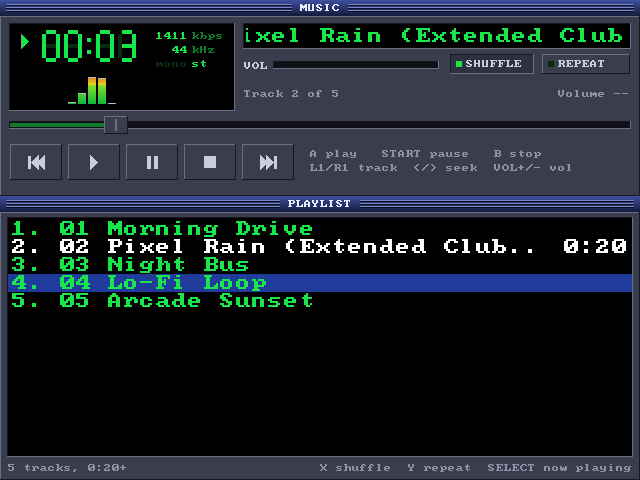 MUSIC
00:03
1411 kbps
44 kHz
mono st
ixel Rain (Extended Club
VOL
SHUFFLE
REPEAT
Track 2 of 5
Volume --
A play START pause B stop
L1/R1 track </> seek VOL+/- vol
PLAYLIST
1. 01 Morning Drive
2. 02 Pixel Rain (Extended Club.. 0:20
3. 03 Night Bus
4. 04 Lo-Fi Loop
5. 05 Arcade Sunset
5 tracks, 0:20+
X shuffle Y repeat SELECT now playing